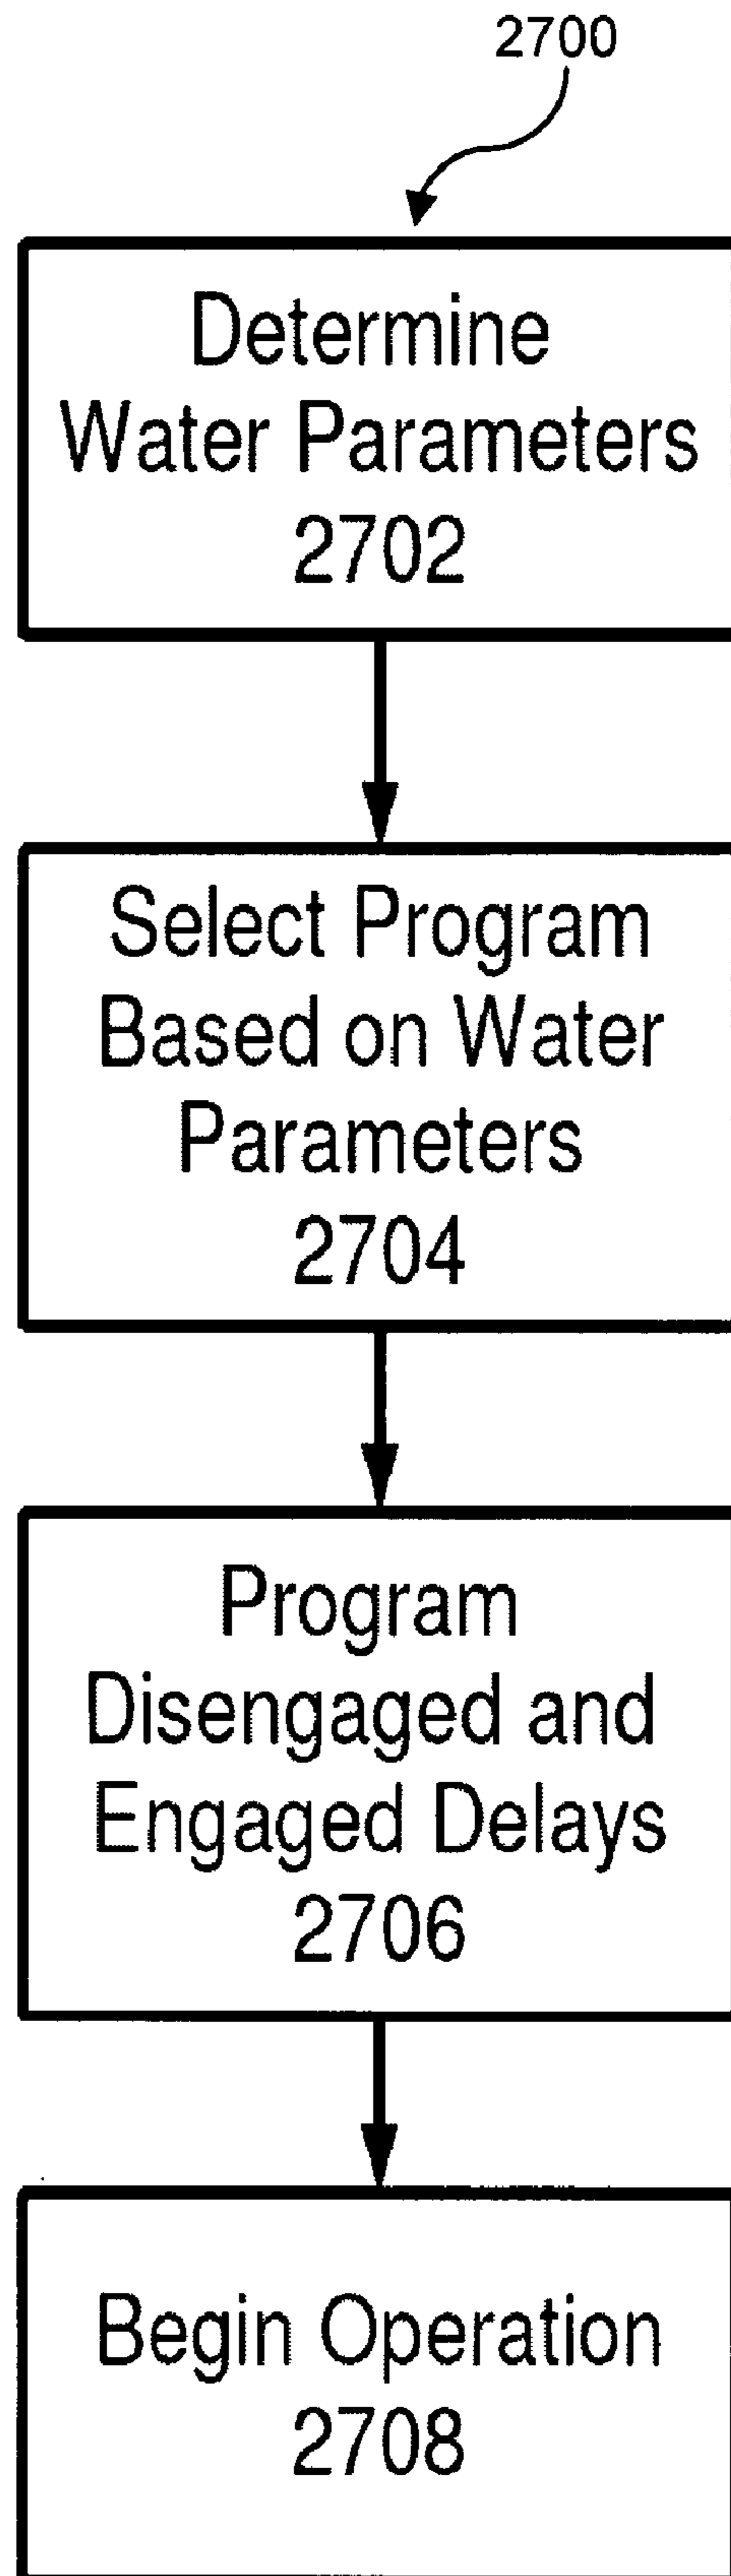 2700
Determine
Water Parameters
2702
Select Program
Based on Water
Parameters
2704
Program
Disengaged and
Engaged Delays
2706
Begin Operation
2708